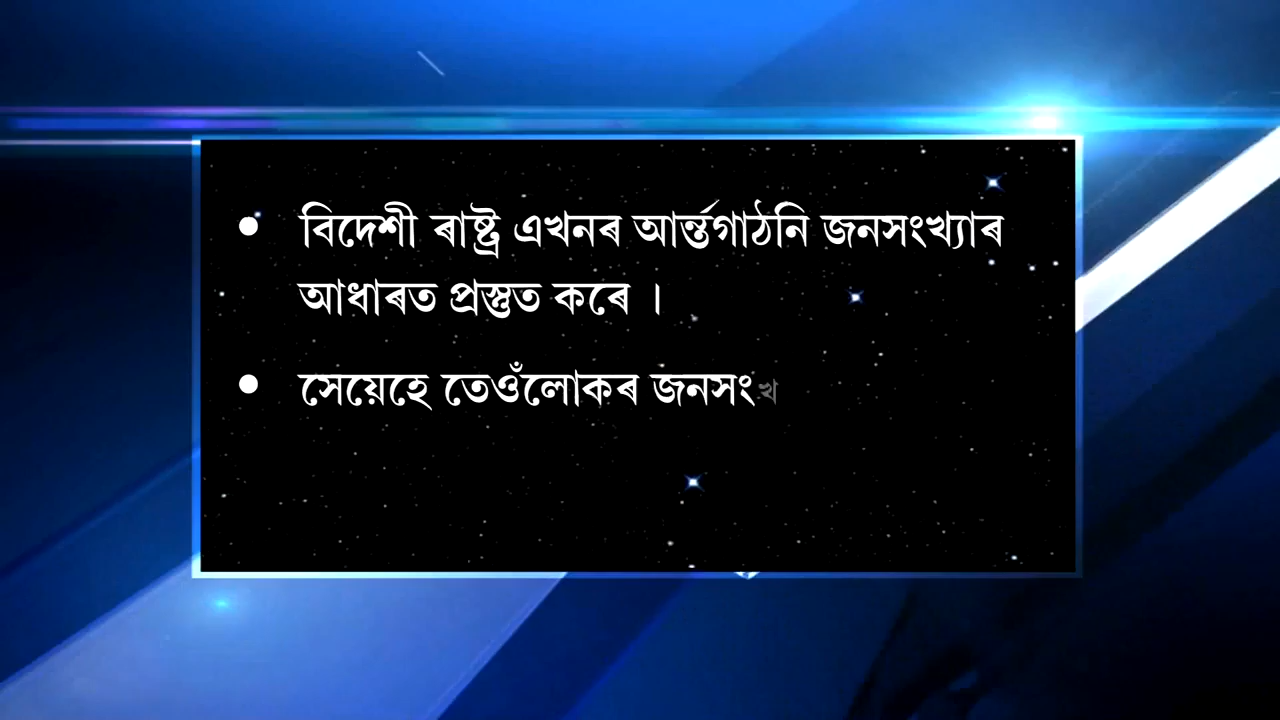 • বিদেশী ৰাষ্ট্ৰ এখনৰ আৰ্ন্তগাঠনি জনসংখ্যাৰ
আধাৰত প্ৰস্তুত কৰে ।
• সেয়েহে তেওঁলোকৰ জনসংখ